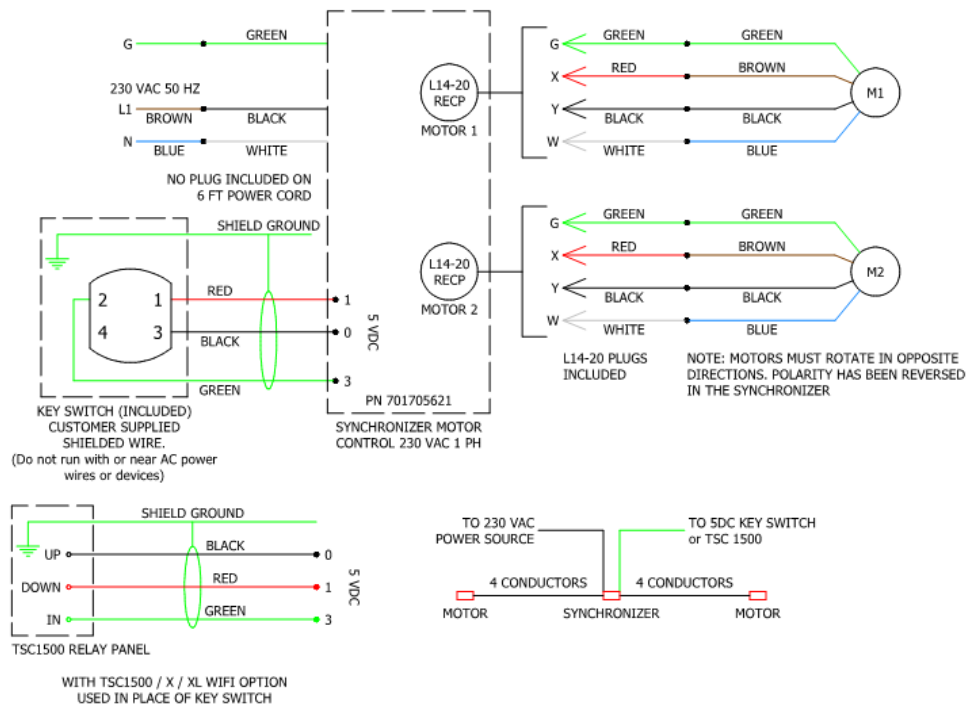 G
GREEN
230 VAC 50 HZ
L1
BROWN
BLACK
N
BLUE
WHITE
NO PLUG INCLUDED ON
6 FT POWER CORD
L14-20
RECP
MOTOR 1
G
GREEN
GREEN
X
RED
BROWN
Y
BLACK
BLACK
W
WHITE
BLUE
M1
SHIELD GROUND
2
1
4
3
RED
BLACK
GREEN
1
0
3
5 VDC
PN 701705621
KEY SWITCH (INCLUDED)
CUSTOMER SUPPLIED
SHIELDED WIRE.
(Do not run with or near AC power
wires or devices)
SYNCHRONIZER MOTOR
CONTROL 230 VAC 1 PH
L14-20
RECP
MOTOR 2
G
GREEN
GREEN
X
RED
BROWN
Y
BLACK
BLACK
W
WHITE
BLUE
M2
L14-20 PLUGS
INCLUDED
NOTE: MOTORS MUST ROTATE IN OPPOSITE
DIRECTIONS. POLARITY HAS BEEN REVERSED
IN THE SYNCHRONIZER
SHIELD GROUND
UP
BLACK
0
DOWN
RED
1
IN
GREEN
3
5 VDC
TSC1500 RELAY PANEL
WITH TSC1500 / X / XL WIFI OPTION
USED IN PLACE OF KEY SWITCH
TO 230 VAC
POWER SOURCE
TO 5DC KEY SWITCH
or TSC 1500
4 CONDUCTORS
4 CONDUCTORS
MOTOR
SYNCHRONIZER
MOTOR